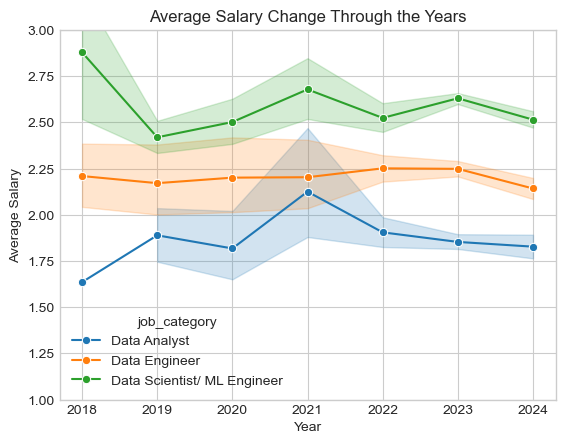 Average Salary Change Through the Years
3.00
2.75
2.50
2.25
2.00
1.75
1.50
1.25
1.00
Average Salary
job_category
Data Analyst
Data Engineer
Data Scientist/ ML Engineer
2018 2019 2020 2021 2022 2023 2024
Year